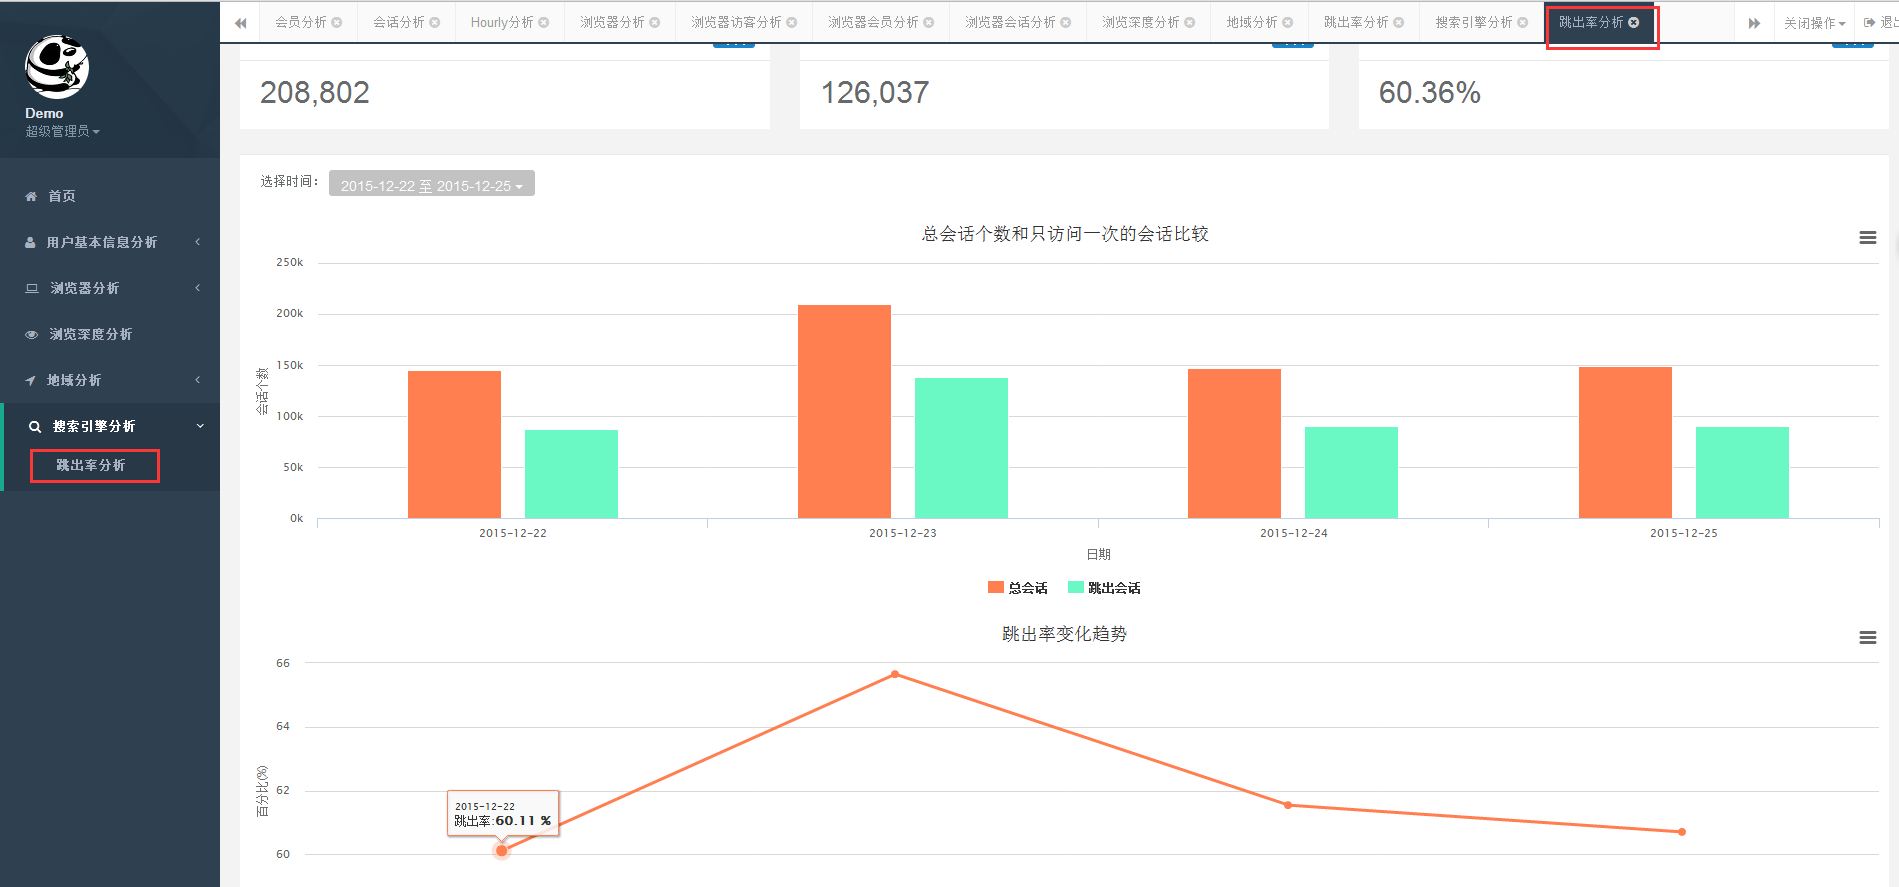 会员分析
会话分析
Hourly分析
浏览器分析
浏览器访客分析
浏览器会员分析
浏览器会话分析
浏览深度分析
地域分析
跳出率分析
搜索引擎分析
跳出率分析
关闭操作
Demo
超级管理员
首页
用户基本信息分析
浏览器分析
浏览深度分析
地域分析
搜索引擎分析
跳出率分析
208,802
126,037
60.36%
选择时间：
2015-12-22 至 2015-12-25
总会话个数和只访问一次的会话比较
250k
200k
150k
100k
50k
0k
会话个数
2015-12-22
2015-12-23
2015-12-24
2015-12-25
日期
总会话
跳出会话
跳出率变化趋势
66
64
62
60
百分比(%)
2015-12-22
跳出率:60.11 %